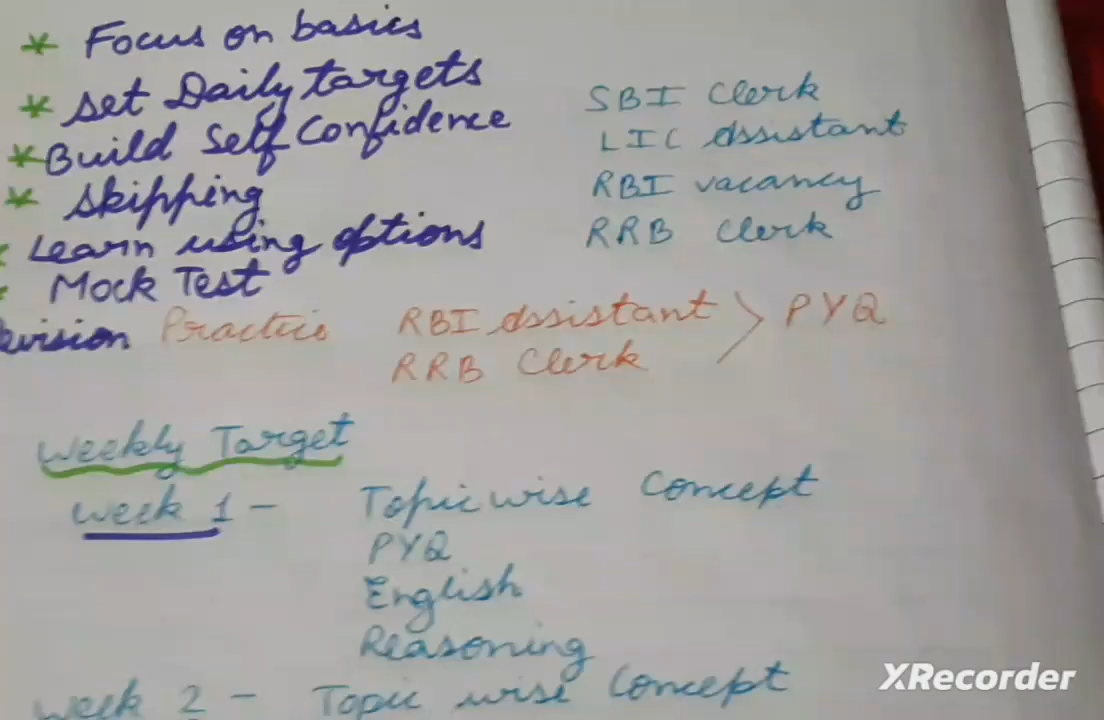 * Focus on basics
* Set Daily targets
* Build Self Confidence
* Skipping
Learn using options
Mock Test
SBI Clerk
LIC Assistant
RBI vacancy
RRB Clerk
evision Practic RBI Assistant > PYQ
RRB Clerk
Weekly Target
Week 1 - Topic wise Concept
PYQ
English
Reasoning
Week 2 - Topic wise Concept
XRecorder